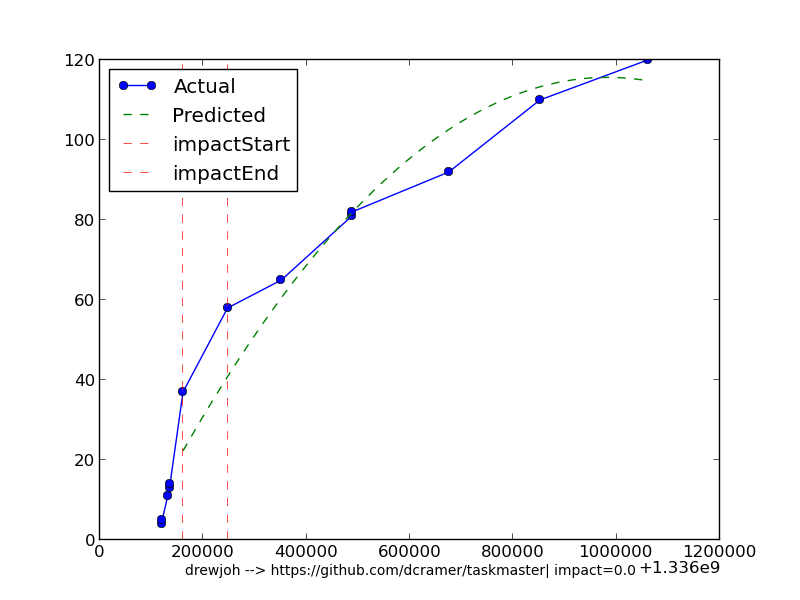 120
100
80
60
40
20
0
Actual
Predicted
impactStart
impactEnd
0 200000 400000 600000 800000 1000000 1200000
drewjoh --> https://github.com/dcramer/taskmaster| impact=0.0 +1.336e9